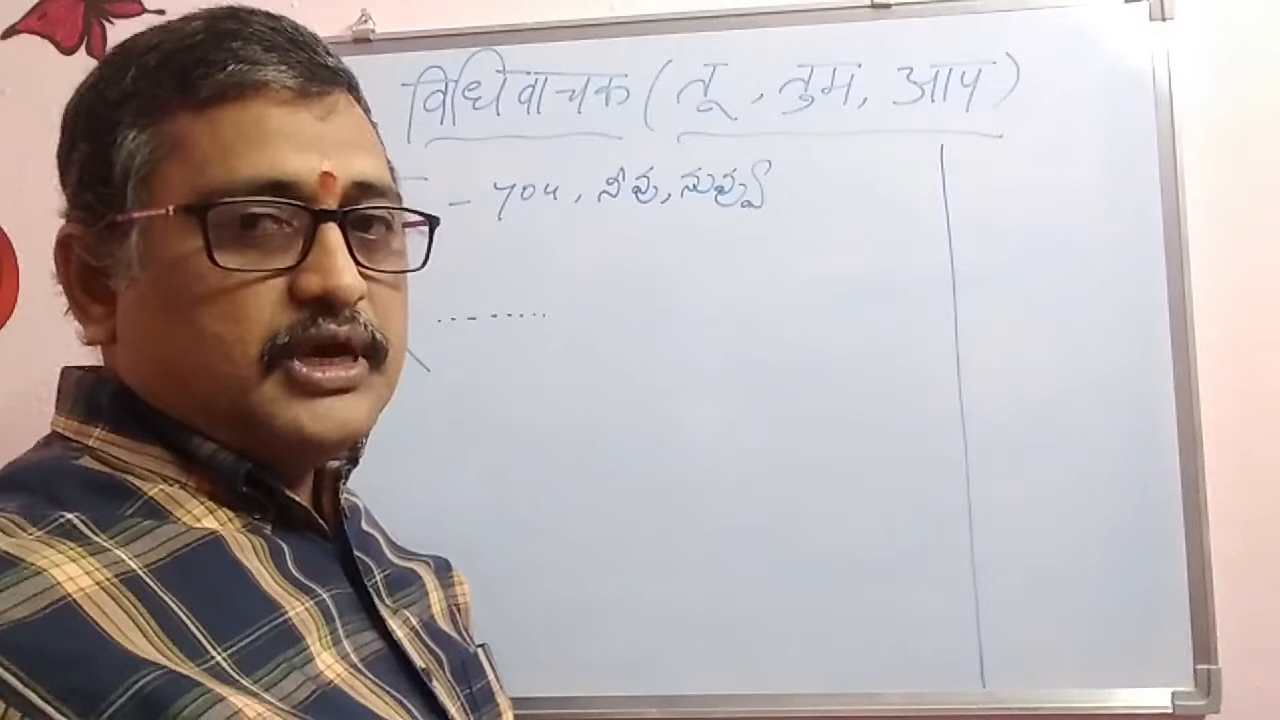 विधिवाचक (तू, तुम, आप)
- you, నీవు, నువ్వు
- - - - - - - -